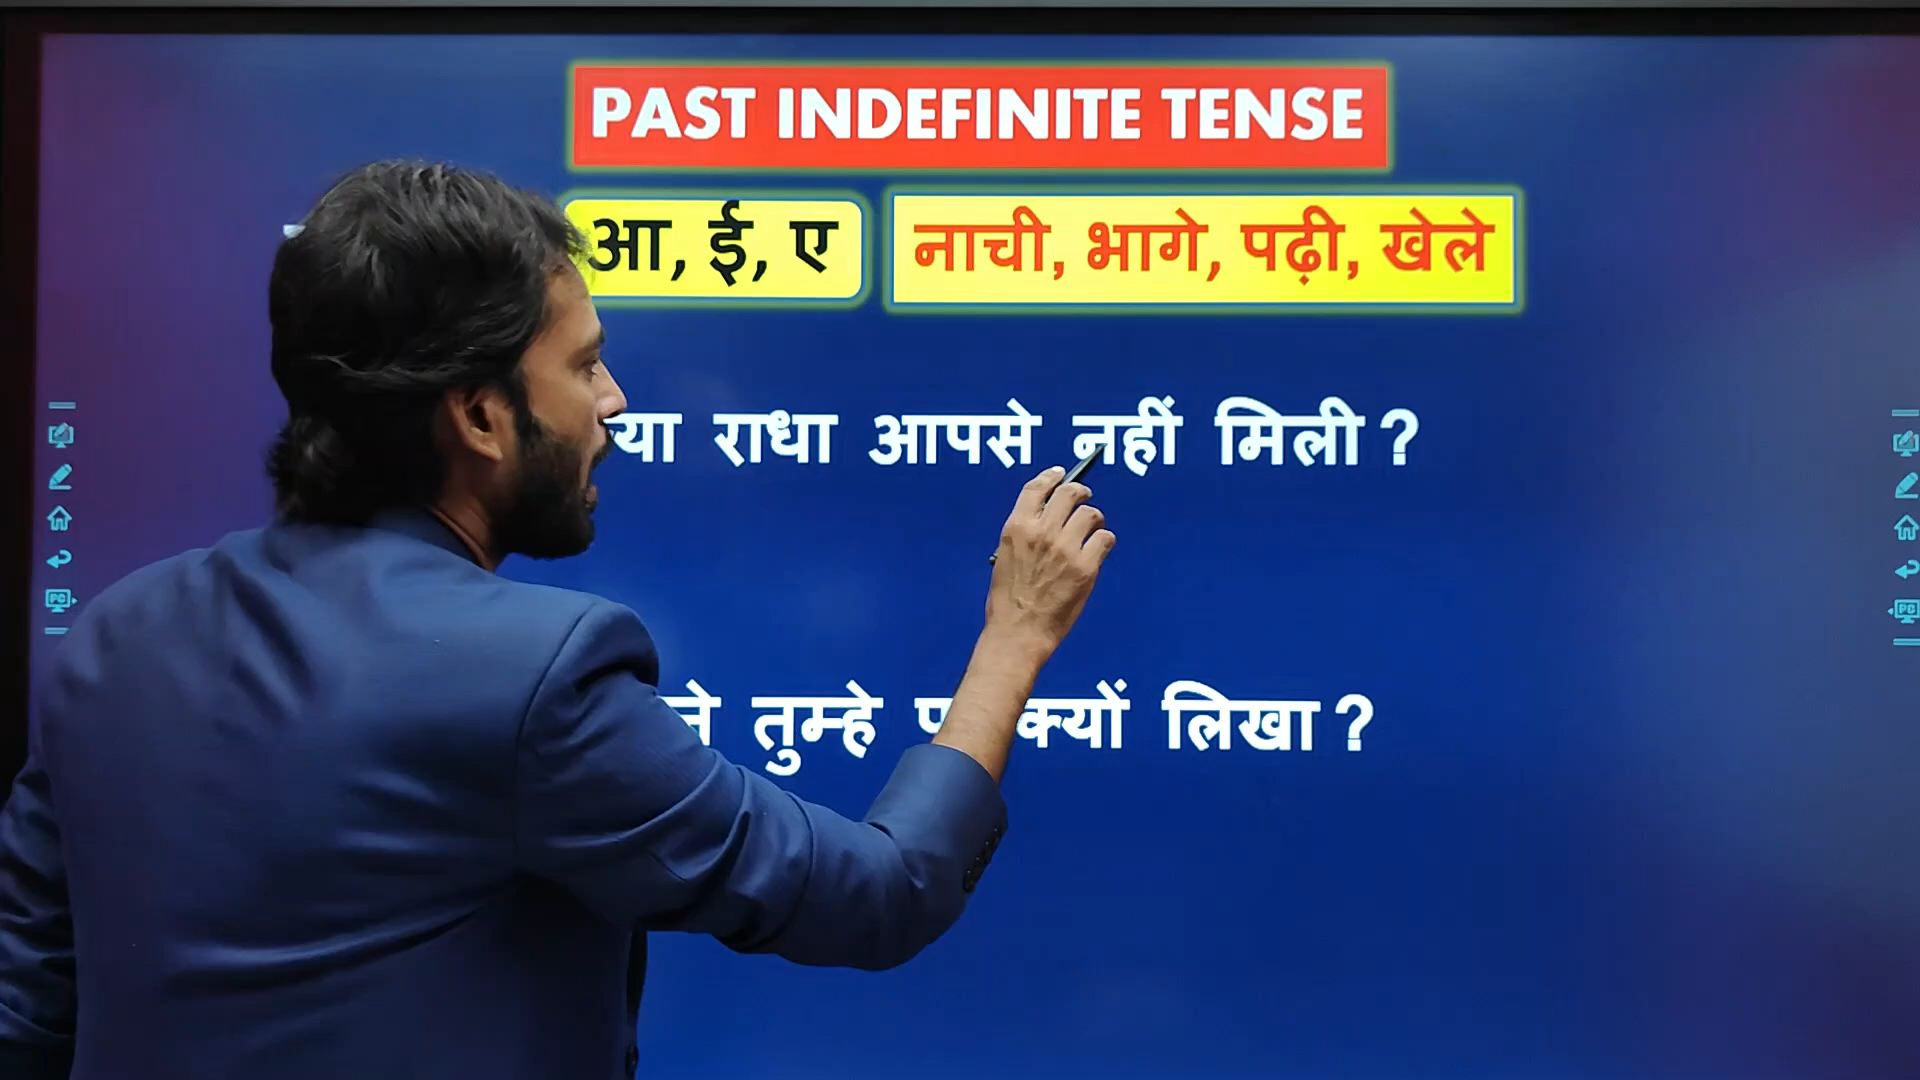 PAST INDEFINITE TENSE
आ, ई, ए नाची, भागे, पढ़ी, खेले
राधा आपसे नहीं मिली ?
तुम्हे क्यों लिखा ?